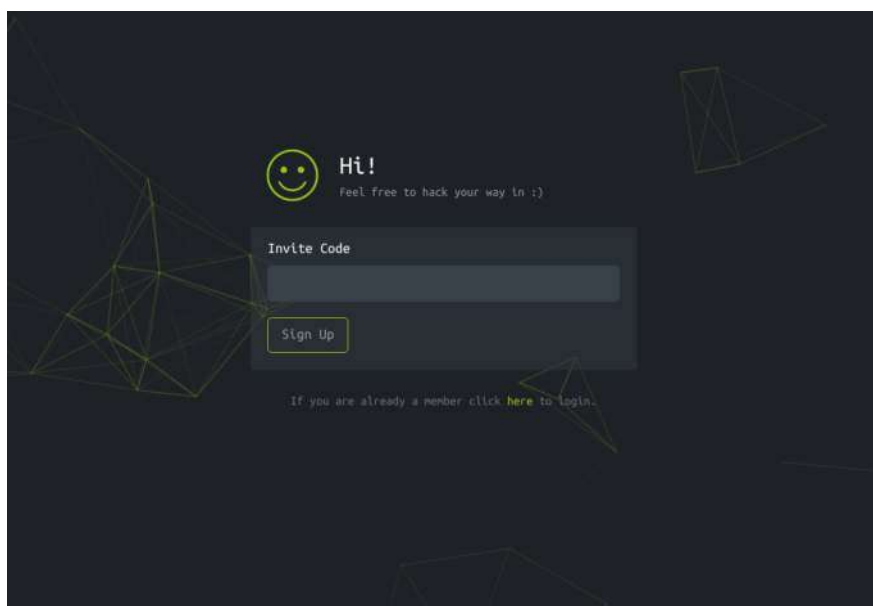 Hi!
Feel free to hack your way in :)
Invite Code
Sign Up
If you are already a member click here to login.